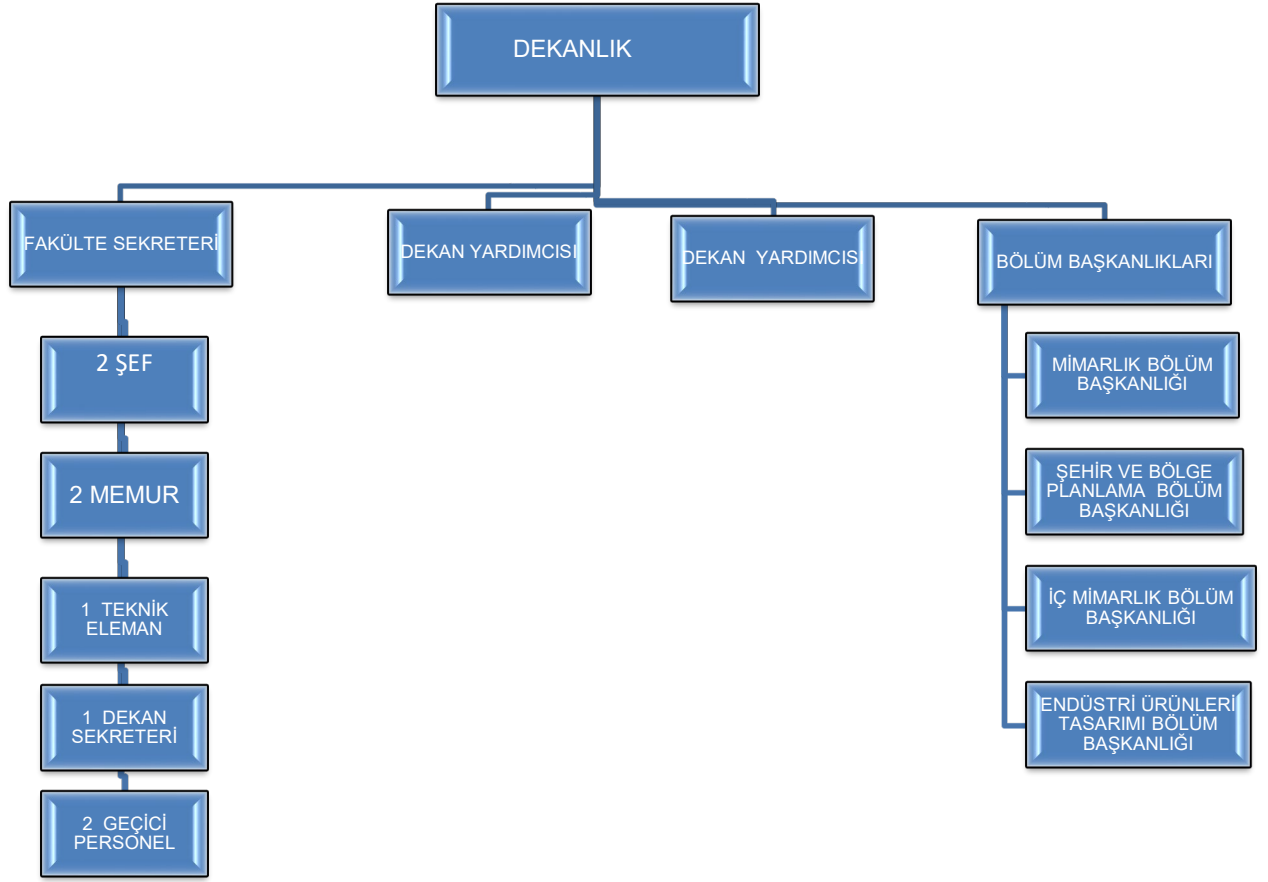 DEKANLIK
FAKÜLTE SEKRETERİ
DEKAN YARDIMCISI
DEKAN  YARDIMCISI
BÖLÜM BAŞKANLIKLARI
2 ŞEF
2 MEMUR
1  TEKNİK
ELEMAN
1  DEKAN
SEKRETERİ
2  GEÇİCİ
PERSONEL
MİMARLIK BÖLÜM
BAŞKANLIĞI
ŞEHİR VE BÖLGE
PLANLAMA  BÖLÜM
BAŞKANLIĞI
İÇ MİMARLIK BÖLÜM
BAŞKANLIĞI
ENDÜSTRİ ÜRÜNLERİ
TASARIMI BÖLÜM
BAŞKANLIĞI